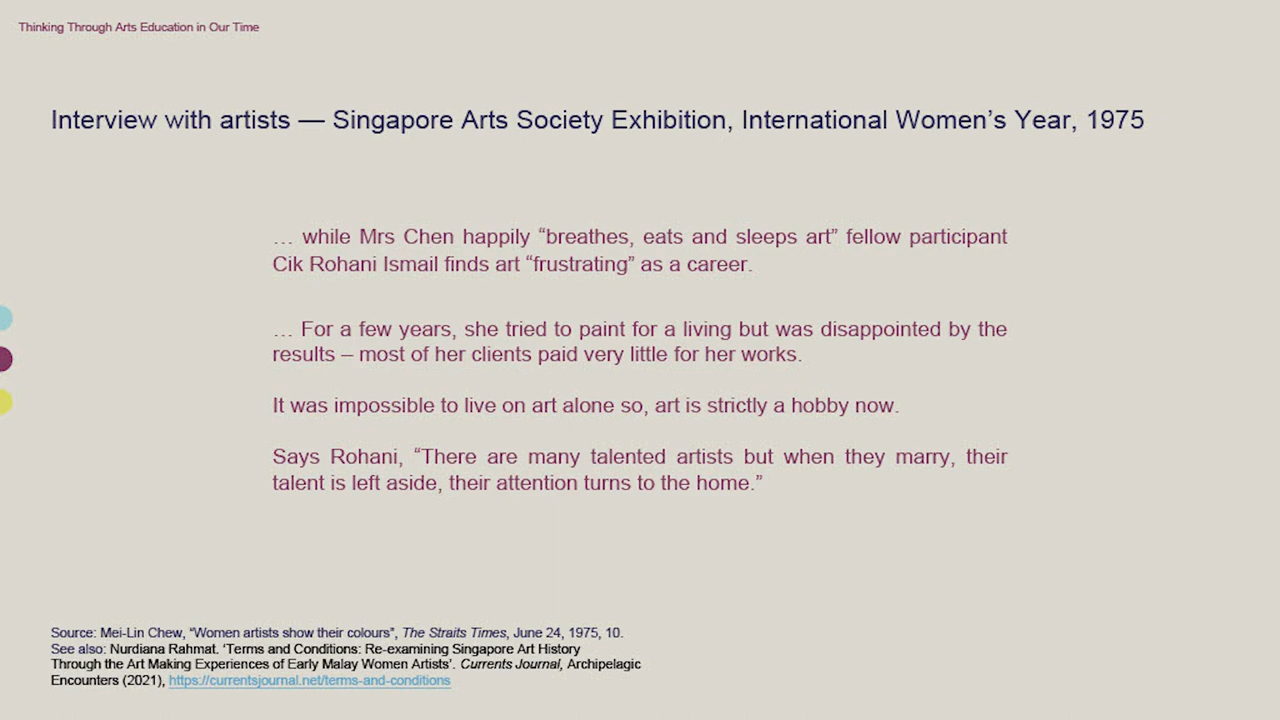 Thinking Through Arts Education in Our Time
Interview with artists — Singapore Arts Society Exhibition, International Women’s Year, 1975
… while Mrs Chen happily “breathes, eats and sleeps art” fellow participant
Cik Rohani Ismail finds art “frustrating” as a career.
… For a few years, she tried to paint for a living but was disappointed by the
results – most of her clients paid very little for her works.
It was impossible to live on art alone so, art is strictly a hobby now.
Says Rohani, “There are many talented artists but when they marry, their
talent is left aside, their attention turns to the home.”
Source: Mei-Lin Chew, “Women artists show their colours”, The Straits Times, June 24, 1975, 10.
See also: Nurdiana Rahmat. ‘Terms and Conditions: Re-examining Singapore Art History
Through the Art Making Experiences of Early Malay Women Artists’. Currents Journal, Archipelagic
Encounters (2021), https://currentsjournal.net/terms-and-conditions